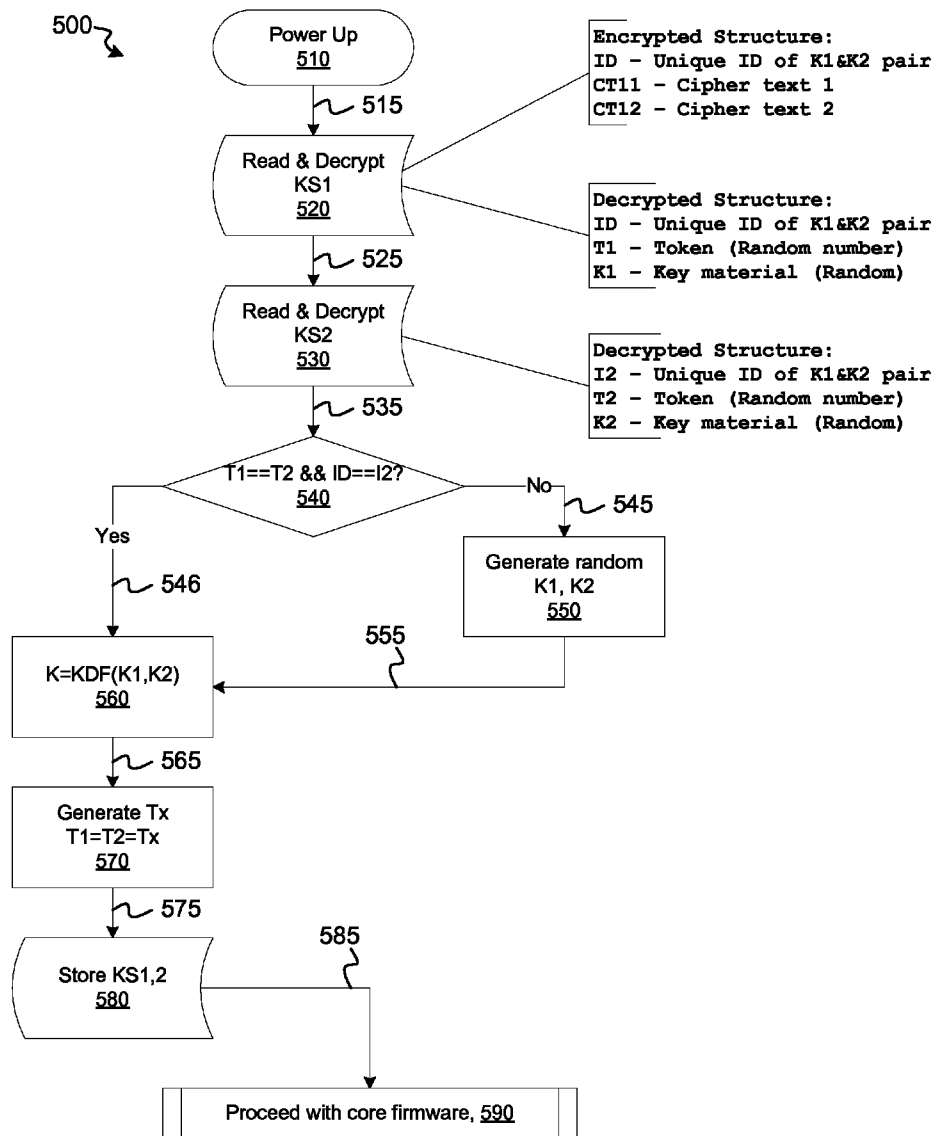 500
Power Up
510
515
Encrypted Structure:
ID – Unique ID of K1&K2 pair
CT11 – Cipher text 1
CT12 – Cipher text 2
Read & Decrypt
KS1
520
Decrypted Structure:
ID – Unique ID of K1&K2 pair
T1 – Token (Random number)
K1 – Key material (Random)
525
Read & Decrypt
KS2
530
Decrypted Structure:
I2 – Unique ID of K1&K2 pair
T2 – Token (Random number)
K2 – Key material (Random)
535
T1==T2 && ID==I2?
540
No
545
Yes
546
Generate random
K1, K2
550
555
K=KDF(K1,K2)
560
565
Generate Tx
T1=T2=Tx
570
575
585
Store KS1,2
580
Proceed with core firmware, 590